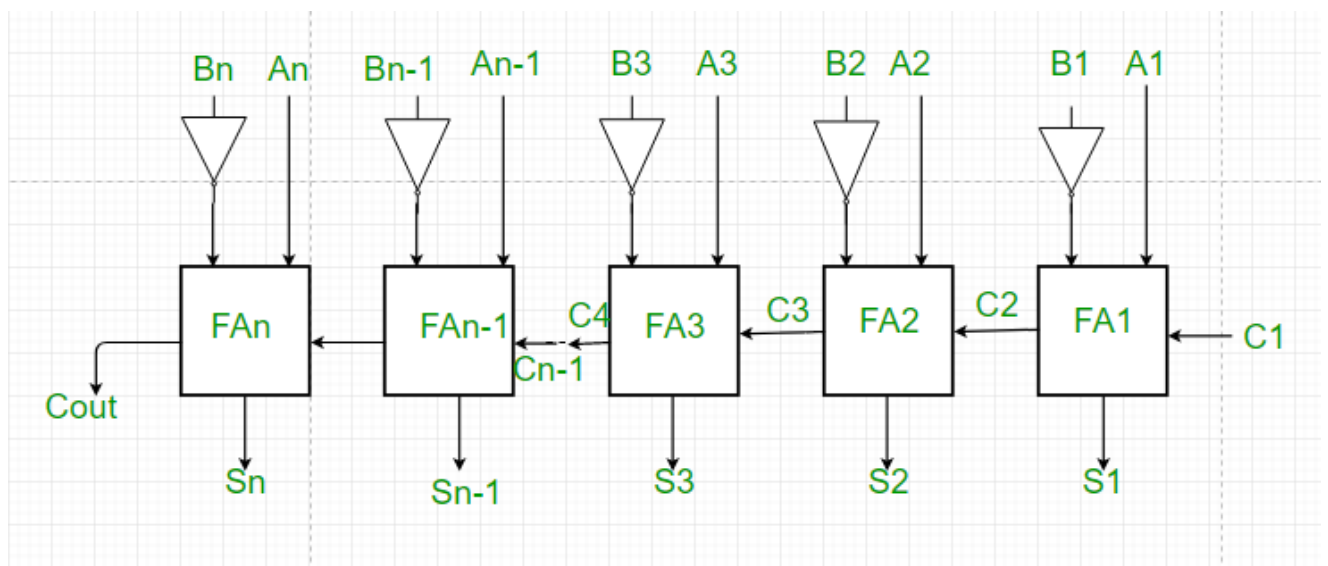 Bn An Bn-1 An-1 B3 A3 B2 A2 B1 A1
FAn FAn-1 C4 FA3 C3 FA2 C2 FA1 C1
Cn-1
Cout
Sn Sn-1 S3 S2 S1